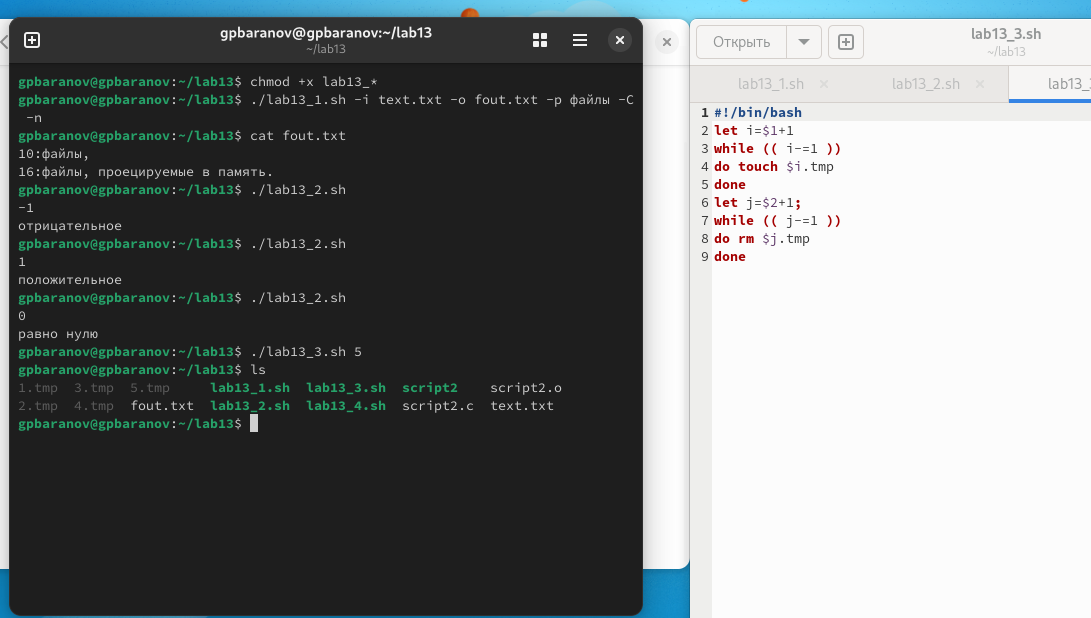 gpbaranov@gpbaranov:~/lab13
~/lab13
gpbaranov@gpbaranov:~/lab13$ chmod +x lab13_*
gpbaranov@gpbaranov:~/lab13$ ./lab13_1.sh -i text.txt -o fout.txt -p файлы -C
-n
gpbaranov@gpbaranov:~/lab13$ cat fout.txt
10:файлы,
16:файлы, проецируемые в память.
gpbaranov@gpbaranov:~/lab13$ ./lab13_2.sh
-1
отрицательное
gpbaranov@gpbaranov:~/lab13$ ./lab13_2.sh
1
положительное
gpbaranov@gpbaranov:~/lab13$ ./lab13_2.sh
0
равно нулю
gpbaranov@gpbaranov:~/lab13$ ./lab13_3.sh 5
gpbaranov@gpbaranov:~/lab13$ ls
1.tmp 3.tmp 5.tmp lab13_1.sh lab13_3.sh script2 script2.o
2.tmp 4.tmp fout.txt lab13_2.sh lab13_4.sh script2.c text.txt
gpbaranov@gpbaranov:~/lab13$
Открыть
lab13_3.sh
~/lab13
lab13_1.sh
lab13_2.sh
lab13_
1 #!/bin/bash
2 let i=$1+1
3 while (( i-=1 ))
4 do touch $i.tmp
5 done
6 let j=$2+1;
7 while (( j-=1 ))
8 do rm $j.tmp
9 done